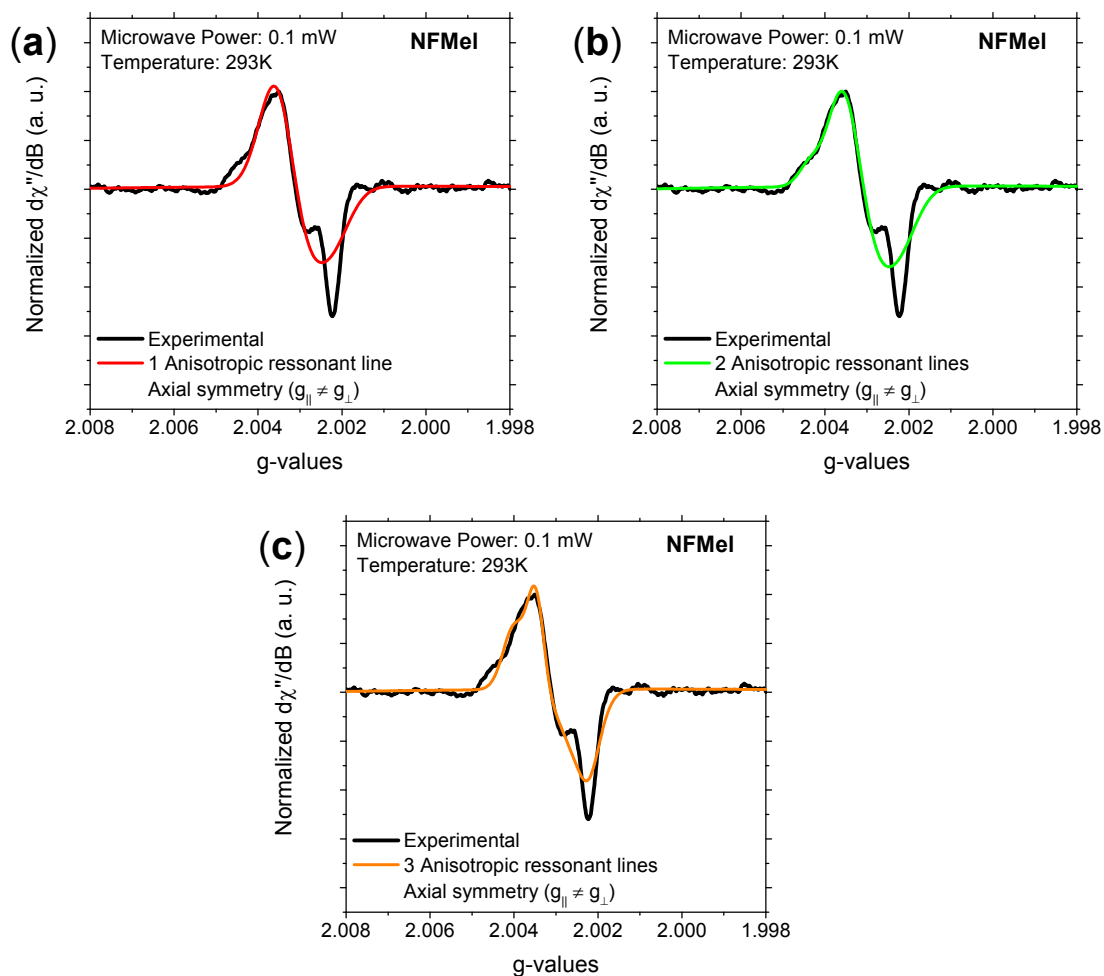 (a)
Microwave Power: 0.1 mW
NFMel
Temperature: 293K
Normalized dχ''/dB (a. u.)
Experimental
1 Anisotropic ressonant line
Axial symmetry (g|| ≠ g⊥)
2.008 2.006 2.004 2.002 2.000 1.998
g-values
(b)
Microwave Power: 0.1 mW
NFMel
Temperature: 293K
Normalized dχ''/dB (a. u.)
Experimental
2 Anisotropic ressonant lines
Axial symmetry (g|| ≠ g⊥)
2.008 2.006 2.004 2.002 2.000 1.998
g-values
(c)
Microwave Power: 0.1 mW
NFMel
Temperature: 293K
Normalized dχ''/dB (a. u.)
Experimental
3 Anisotropic ressonant lines
Axial symmetry (g|| ≠ g⊥)
2.008 2.006 2.004 2.002 2.000 1.998
g-values